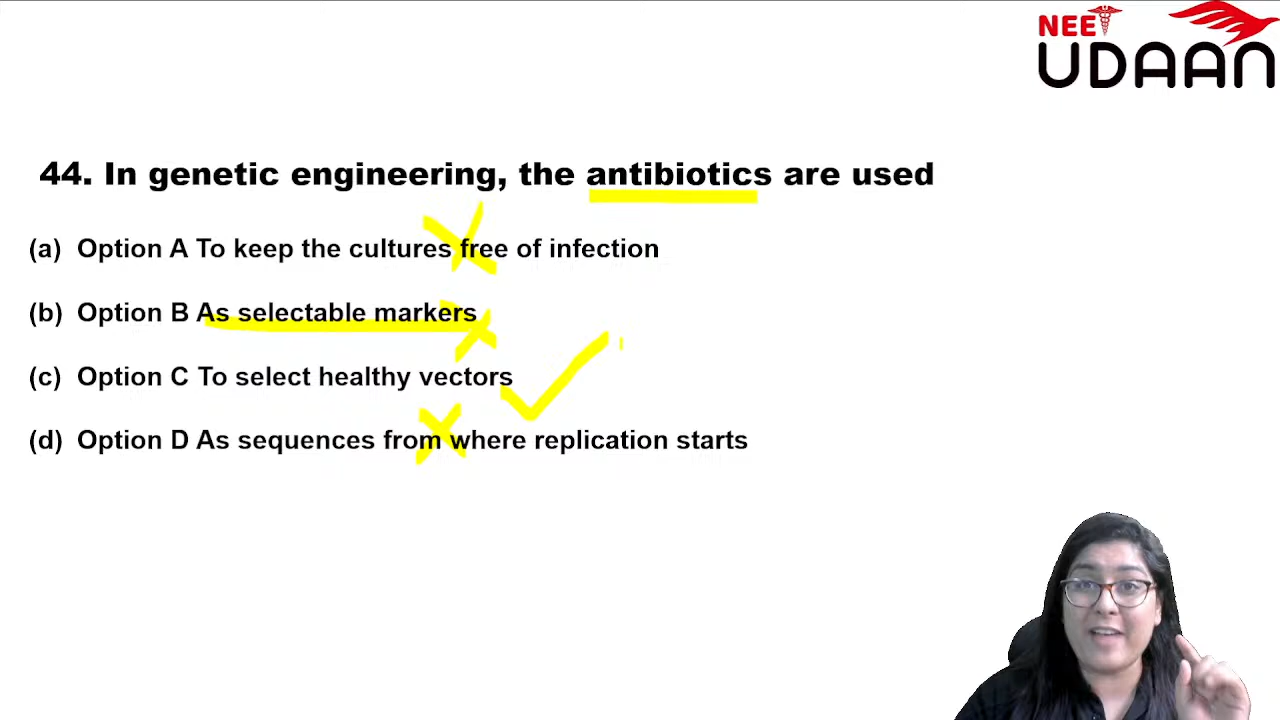 NEET
UDAAN
44. In genetic engineering, the antibiotics are used
(a) Option A To keep the cultures free of infection
(b) Option B As selectable markers
(c) Option C To select healthy vectors
(d) Option D As sequences from where replication starts